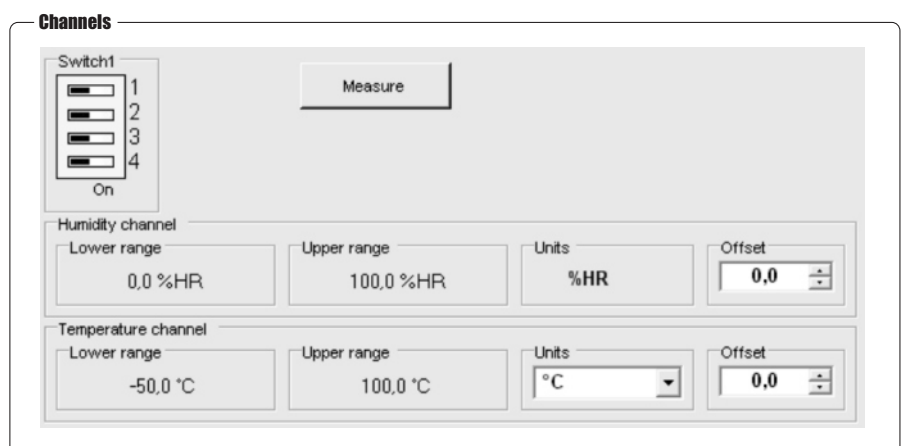 Channels
Switch1
1
2
3
4
On
Measure
Humidity channel
Lower range
0,0 %HR
Upper range
100,0 %HR
Units
%HR
Offset
0,0
Temperature channel
Lower range
-50,0 °C
Upper range
100,0 °C
Units
°C
Offset
0,0